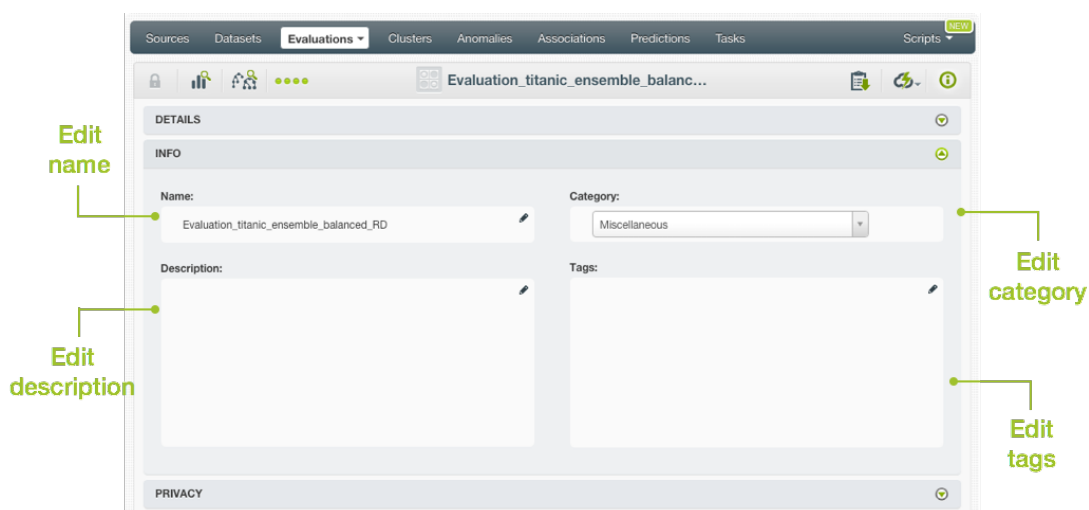 Sources Datasets Evaluations Clusters Anomalies Associations Predictions Tasks Scripts NEW
Evaluation_titanic_ensemble_balanc...
DETAILS
INFO
Edit
name
Name:
Evaluation_titanic_ensemble_balanced_RD
Category:
Miscellaneous
Edit
category
Description:
Tags:
Edit
description
Edit
tags
PRIVACY